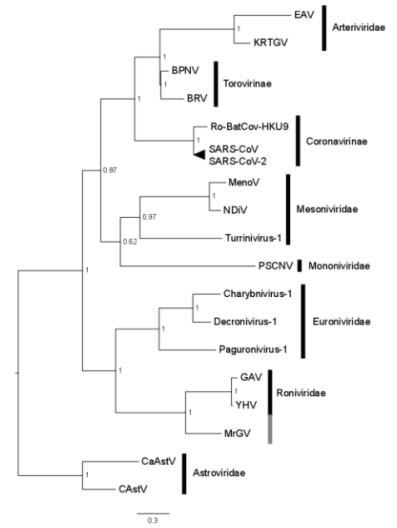 EAV
Arteriviridae
KRTGV
1
1
BPNV
Torovirinae
1
BRV
1
Ro-BatCov-HKU9
Coronavirinae
1
SARS-CoV
SARS-CoV-2
0.87
MenoV
1
Mesoniviridae
NDiV
0.97
Turrinivirus-1
0.62
PSCNV
Mononiviridae
1
Charybnivirus-1
1
Decronivirus-1
Euroniviridae
1
Paguronivirus-1
1
GAV
1
Roniviridae
YHV
1
MrGV
CaAstV
1
Astroviridae
CAstV
0.3